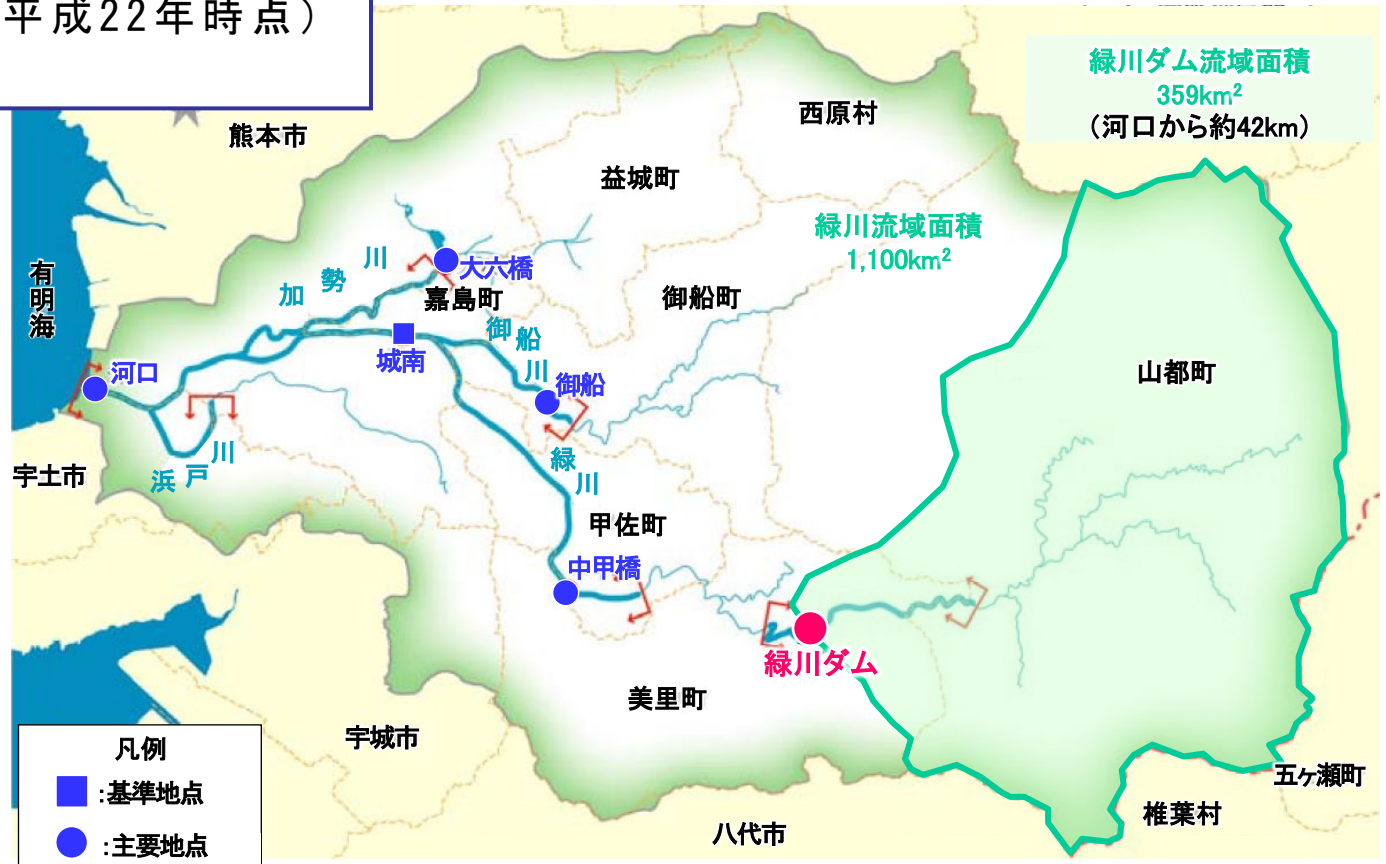 平成22年時点）
緑川ダム流域面積
359km²
（河口から約42km）
西原村
熊本市
益城町
緑川流域面積
1,100km²
加勢川
大六橋
有明海
嘉島町
御船町
御船川
城南
河口
御船
山都町
浜戸川
宇土市
緑川
甲佐町
中甲橋
緑川ダム
美里町
宇城市
凡例
:基準地点
:主要地点
五ヶ瀬町
椎葉村
八代市